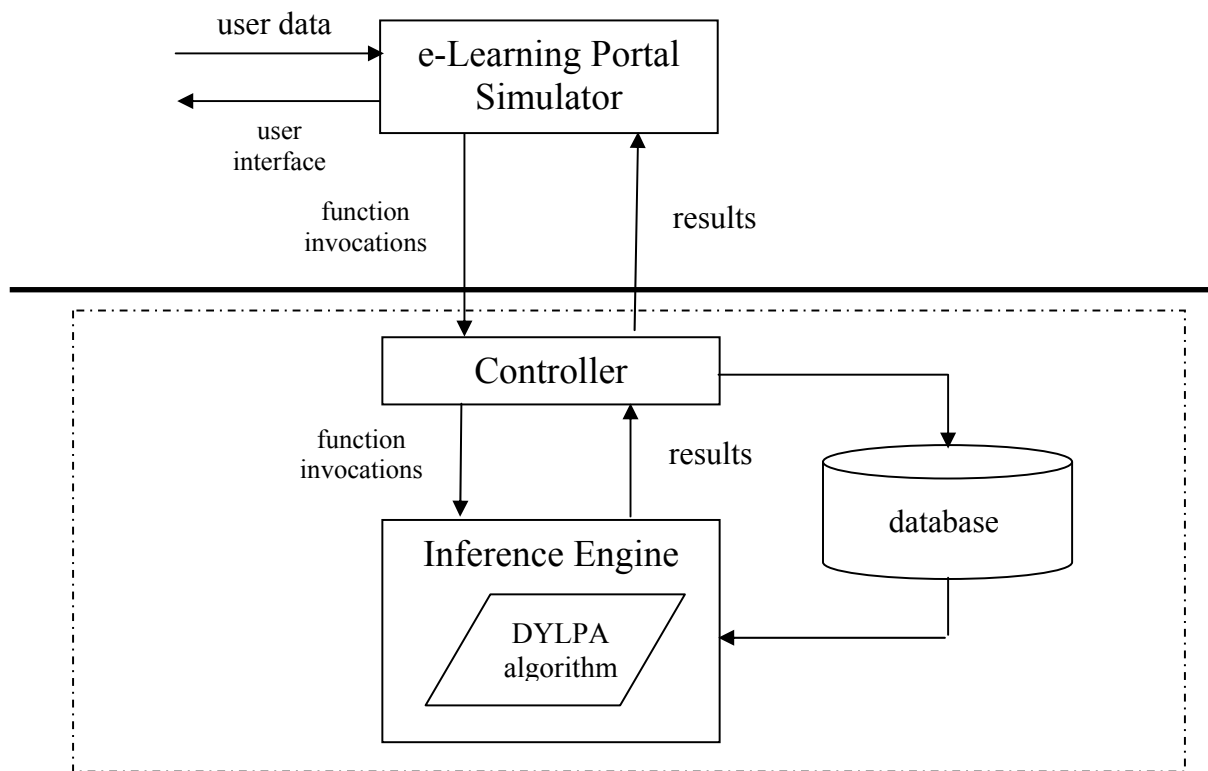 user data
e-Learning Portal
Simulator
user
interface
function
invocations
results
Controller
function
invocations
results
database
Inference Engine
DYLPA
algorithm